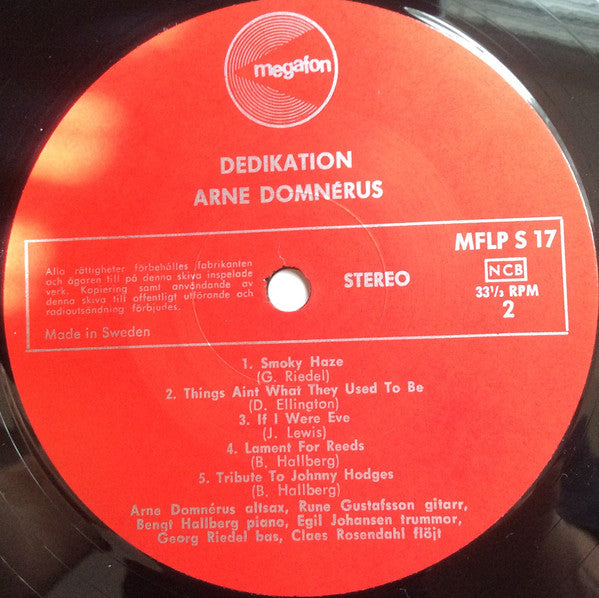 megafon
DEDIKATION
ARNE DOMNÉRUS
Alla rättigheter förbehålles fabrikanten
och ägaren till på denna skiva inspelade
verk. Kopiering samt användande av
denna skiva till offentligt utförande och
radioutsändning förbjudes.
Made in Sweden
STEREO
MFLP S 17
NCB
33 1/3 RPM
2
1. Smoky Haze
(G. Riedel)
2. Things Aint What They Used To Be
(D. Ellington)
3. If I Were Eve
(J. Lewis)
4. Lament For Reeds
(B. Hallberg)
5. Tribute To Johnny Hodges
(B. Hallberg)
Arne Domnérus altsax, Rune Gustafsson gitarr,
Bengt Hallberg piano, Egil Johansen trummor,
Georg Riedel bas, Claes Rosendahl flöjt